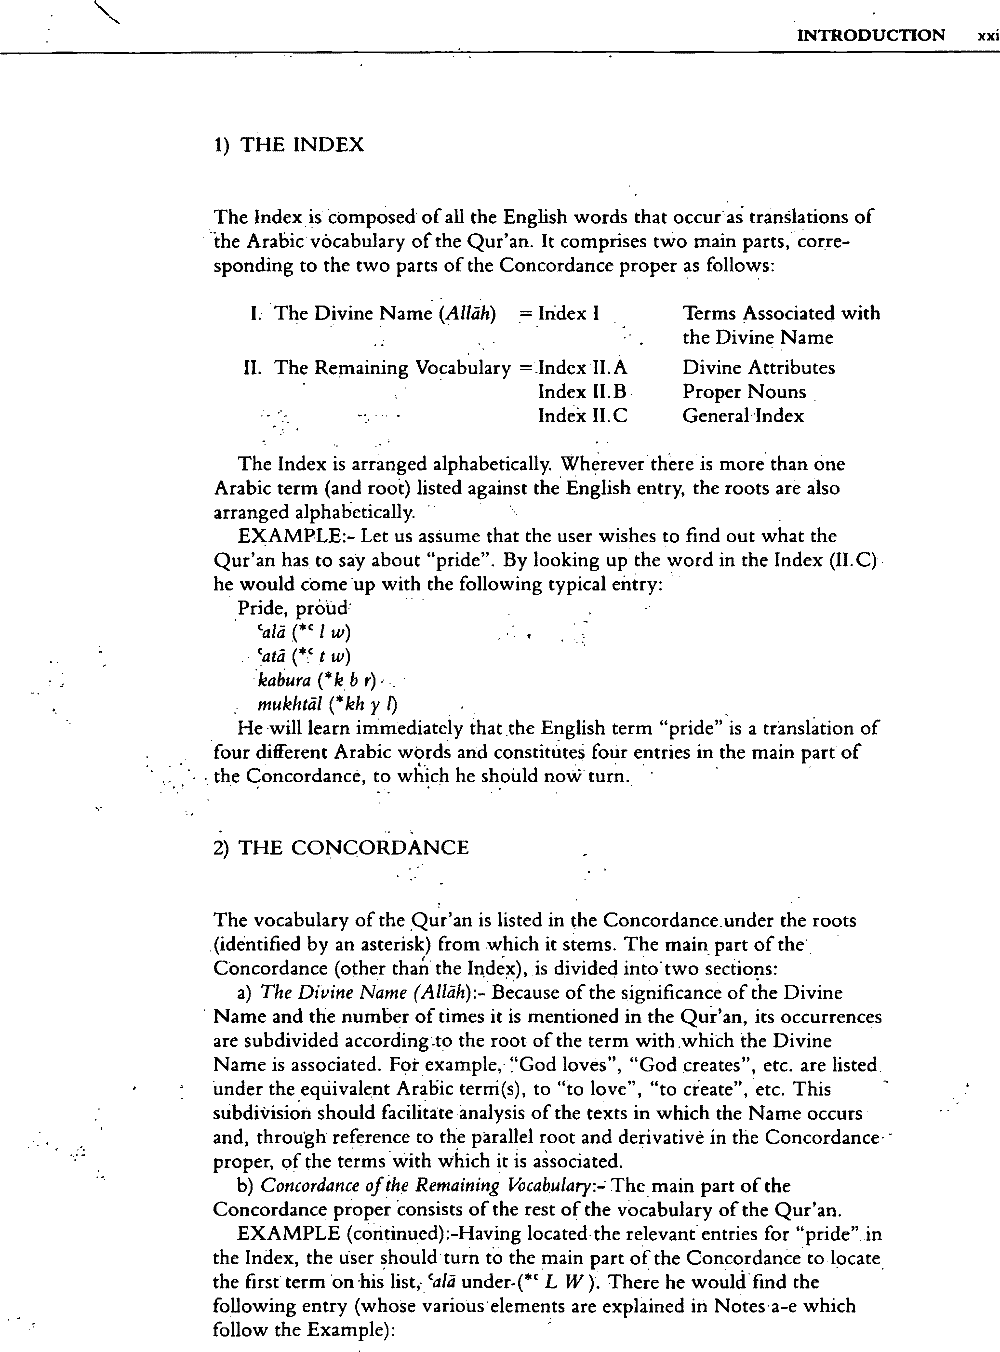 INTRODUCTION xxi
1) THE INDEX
The Index is composed of all the English words that occur as translations of
the Arabic vocabulary of the Qur'an. It comprises two main parts, corre-
sponding to the two parts of the Concordance proper as follows:
I. The Divine Name (Allāh) = Index I Terms Associated with
the Divine Name
II. The Remaining Vocabulary = Index II.A Divine Attributes
Index II.B Proper Nouns
Index II.C General Index
The Index is arranged alphabetically. Wherever there is more than one
Arabic term (and root) listed against the English entry, the roots are also
arranged alphabetically.
EXAMPLE:- Let us assume that the user wishes to find out what the
Qur'an has to say about "pride". By looking up the word in the Index (II.C)
he would come up with the following typical entry:
Pride, proud
ʿalā (*ʿ l w)
ʿatā (*ʿ t w)
kabura (*k b r)
mukhtāl (*kh y l)
He will learn immediately that the English term "pride" is a translation of
four different Arabic words and constitutes four entries in the main part of
the Concordance, to which he should now turn.
2) THE CONCORDANCE
The vocabulary of the Qur'an is listed in the Concordance under the roots
(identified by an asterisk) from which it stems. The main part of the
Concordance (other than the Index), is divided into two sections:
a) The Divine Name (Allāh):- Because of the significance of the Divine
Name and the number of times it is mentioned in the Qur'an, its occurrences
are subdivided according to the root of the term with which the Divine
Name is associated. For example, "God loves", "God creates", etc. are listed
under the equivalent Arabic term(s), to "to love", "to create", etc. This
subdivision should facilitate analysis of the texts in which the Name occurs
and, through reference to the parallel root and derivative in the Concordance
proper, of the terms with which it is associated.
b) Concordance of the Remaining Vocabulary:- The main part of the
Concordance proper consists of the rest of the vocabulary of the Qur'an.
EXAMPLE (continued):-Having located the relevant entries for "pride" in
the Index, the user should turn to the main part of the Concordance to locate
the first term on his list, ʿalā under (*ʿ L W). There he would find the
following entry (whose various elements are explained in Notes a-e which
follow the Example):